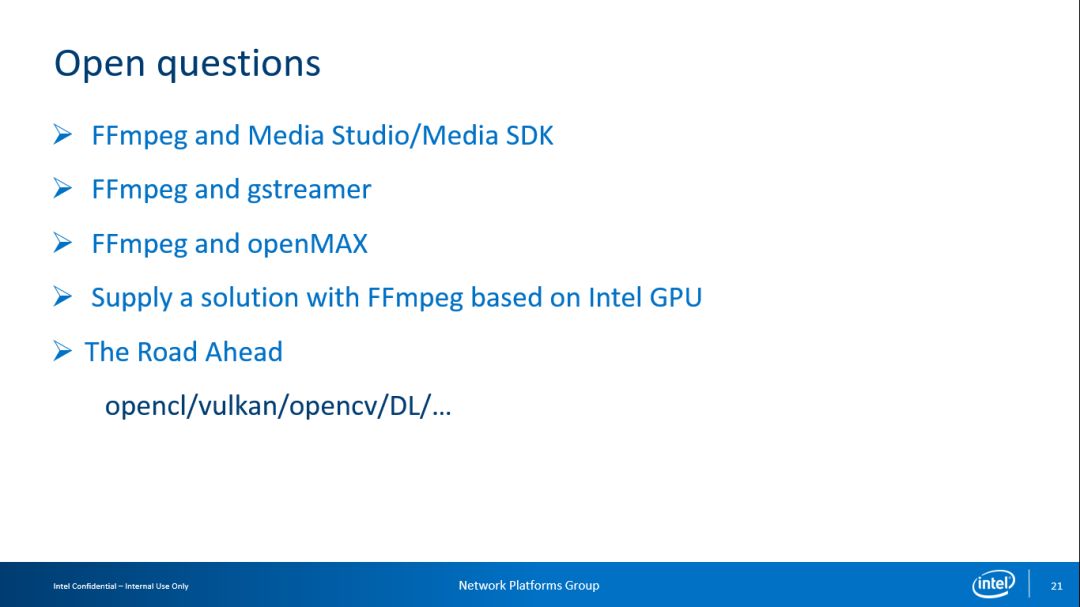 Open questions
FFmpeg and Media Studio/Media SDK
FFmpeg and gstreamer
FFmpeg and openMAX
Supply a solution with FFmpeg based on Intel GPU
The Road Ahead
opencl/vulkan/opencv/DL/...
Intel Confidential – Internal Use Only
Network Platforms Group
intel
21